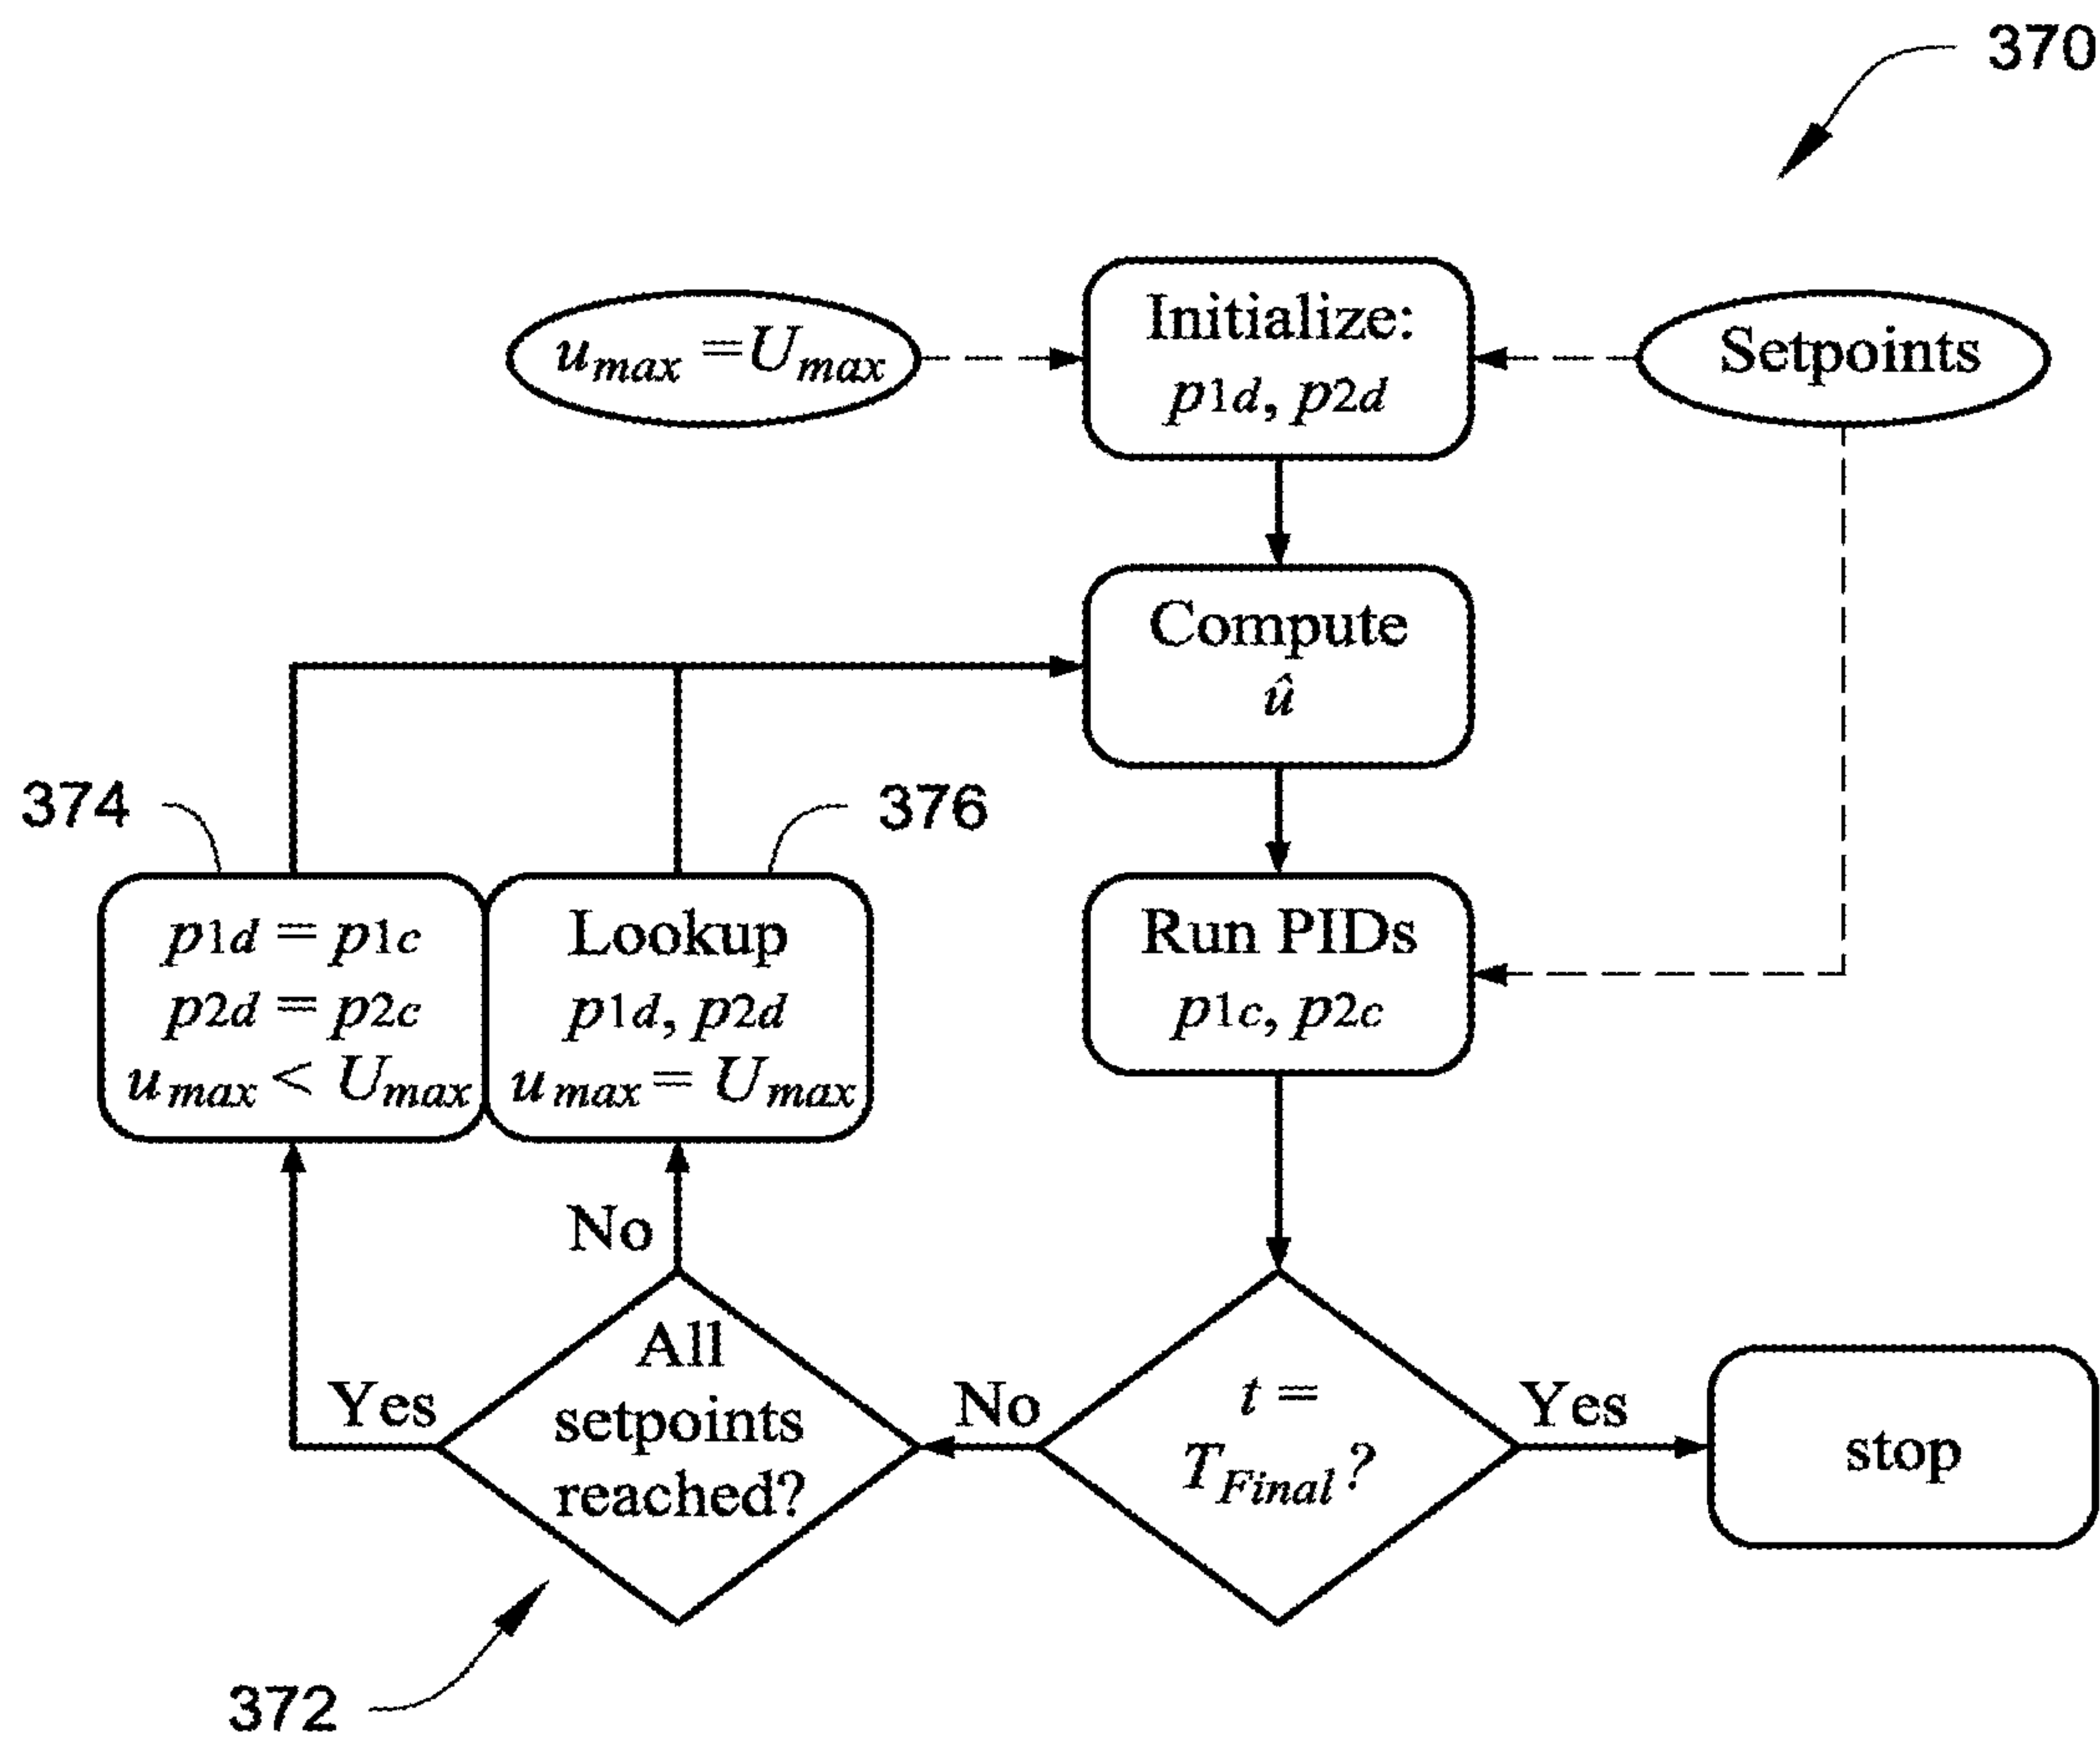 370
Initialize:
p1d, p2d
u_max = U_max
Setpoints
Compute
û
374
376
p1d = p1c
p2d = p2c
u_max < U_max
Lookup
p1d, p2d
u_max = U_max
Run PIDs
p1c, p2c
No
All
setpoints
reached?
Yes
No
t =
T_Final?
Yes
stop
372